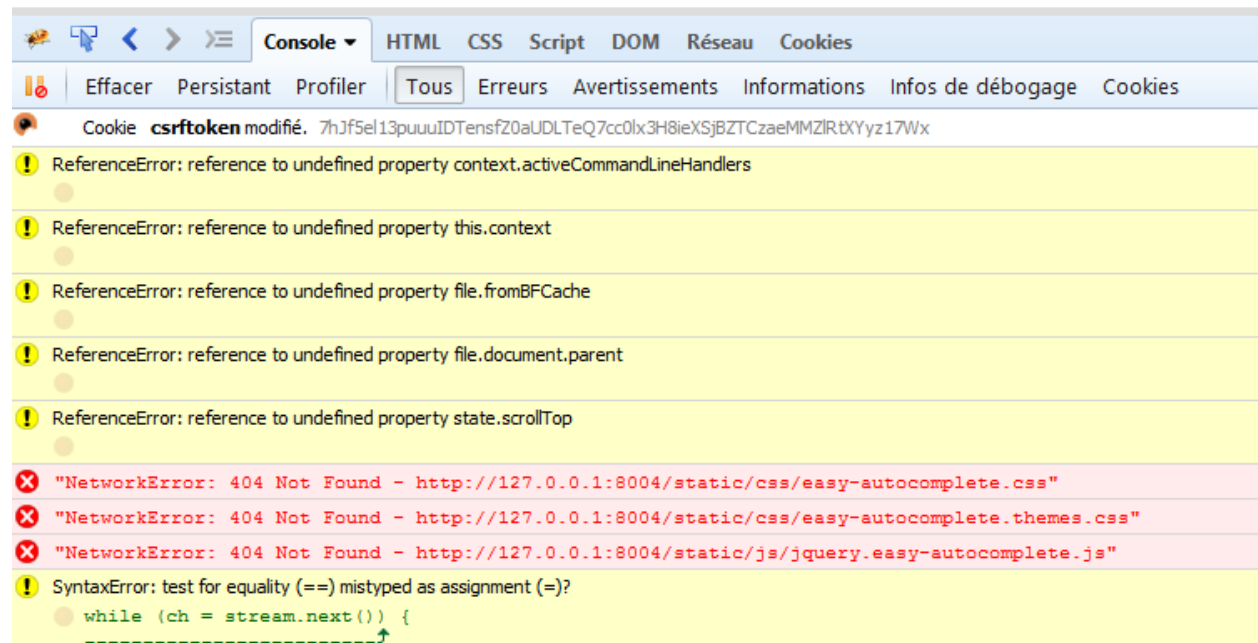 Console HTML CSS Script DOM Réseau Cookies
Effacer Persistant Profiler Tous Erreurs Avertissements Informations Infos de débogage Cookies
Cookie csrftoken modifié. 7hJf5el13puuuIDTensfZ0aUDLTeQ7cc0lx3H8ieXSjBZTCzaeMMZlRtXYyz17Wx
ReferenceError: reference to undefined property context.activeCommandLineHandlers
ReferenceError: reference to undefined property this.context
ReferenceError: reference to undefined property file.fromBFCache
ReferenceError: reference to undefined property file.document.parent
ReferenceError: reference to undefined property state.scrollTop
"NetworkError: 404 Not Found - http://127.0.0.1:8004/static/css/easy-autocomplete.css"
"NetworkError: 404 Not Found - http://127.0.0.1:8004/static/css/easy-autocomplete.themes.css"
"NetworkError: 404 Not Found - http://127.0.0.1:8004/static/js/jquery.easy-autocomplete.js"
SyntaxError: test for equality (==) mistyped as assignment (=)?
while (ch = stream.next()) {